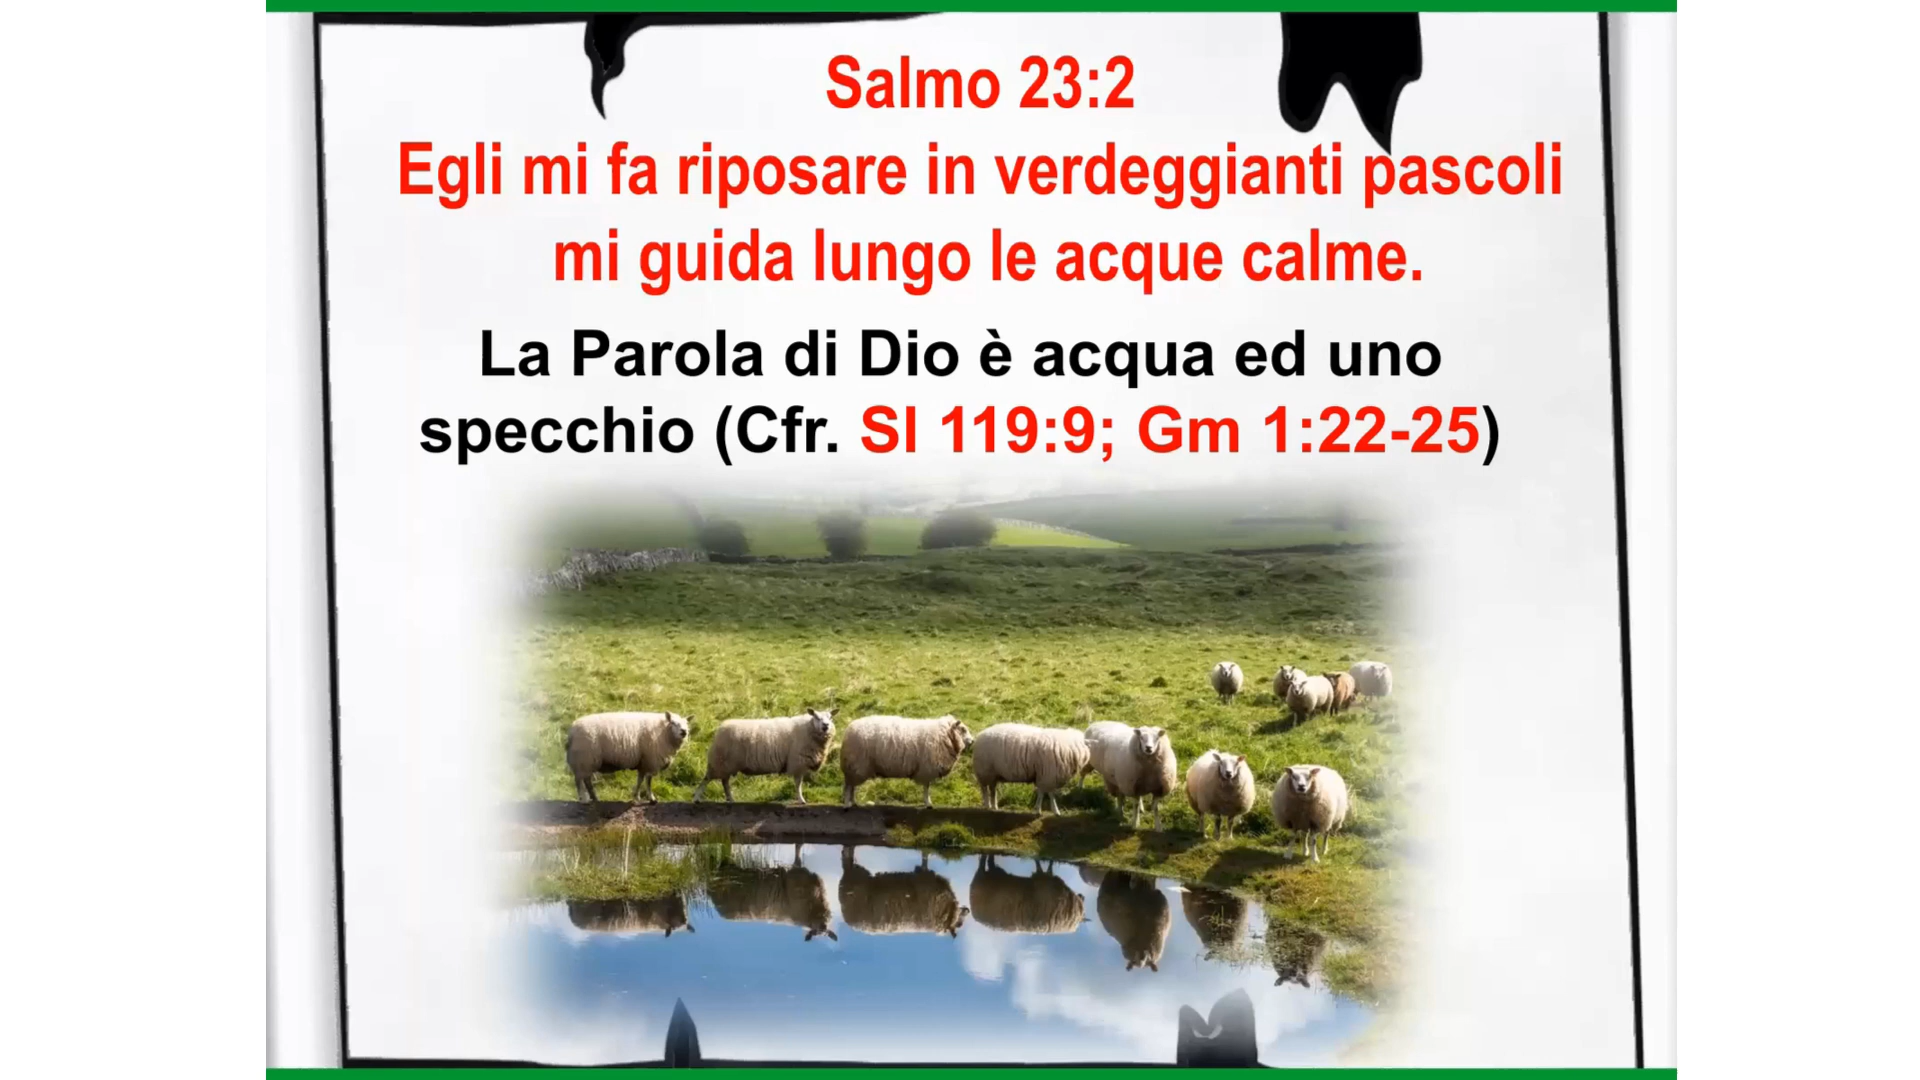 Salmo 23:2
Egli mi fa riposare in verdeggianti pascoli
mi guida lungo le acque calme.
La Parola di Dio è acqua ed uno
specchio (Cfr. Sl 119:9; Gm 1:22-25)